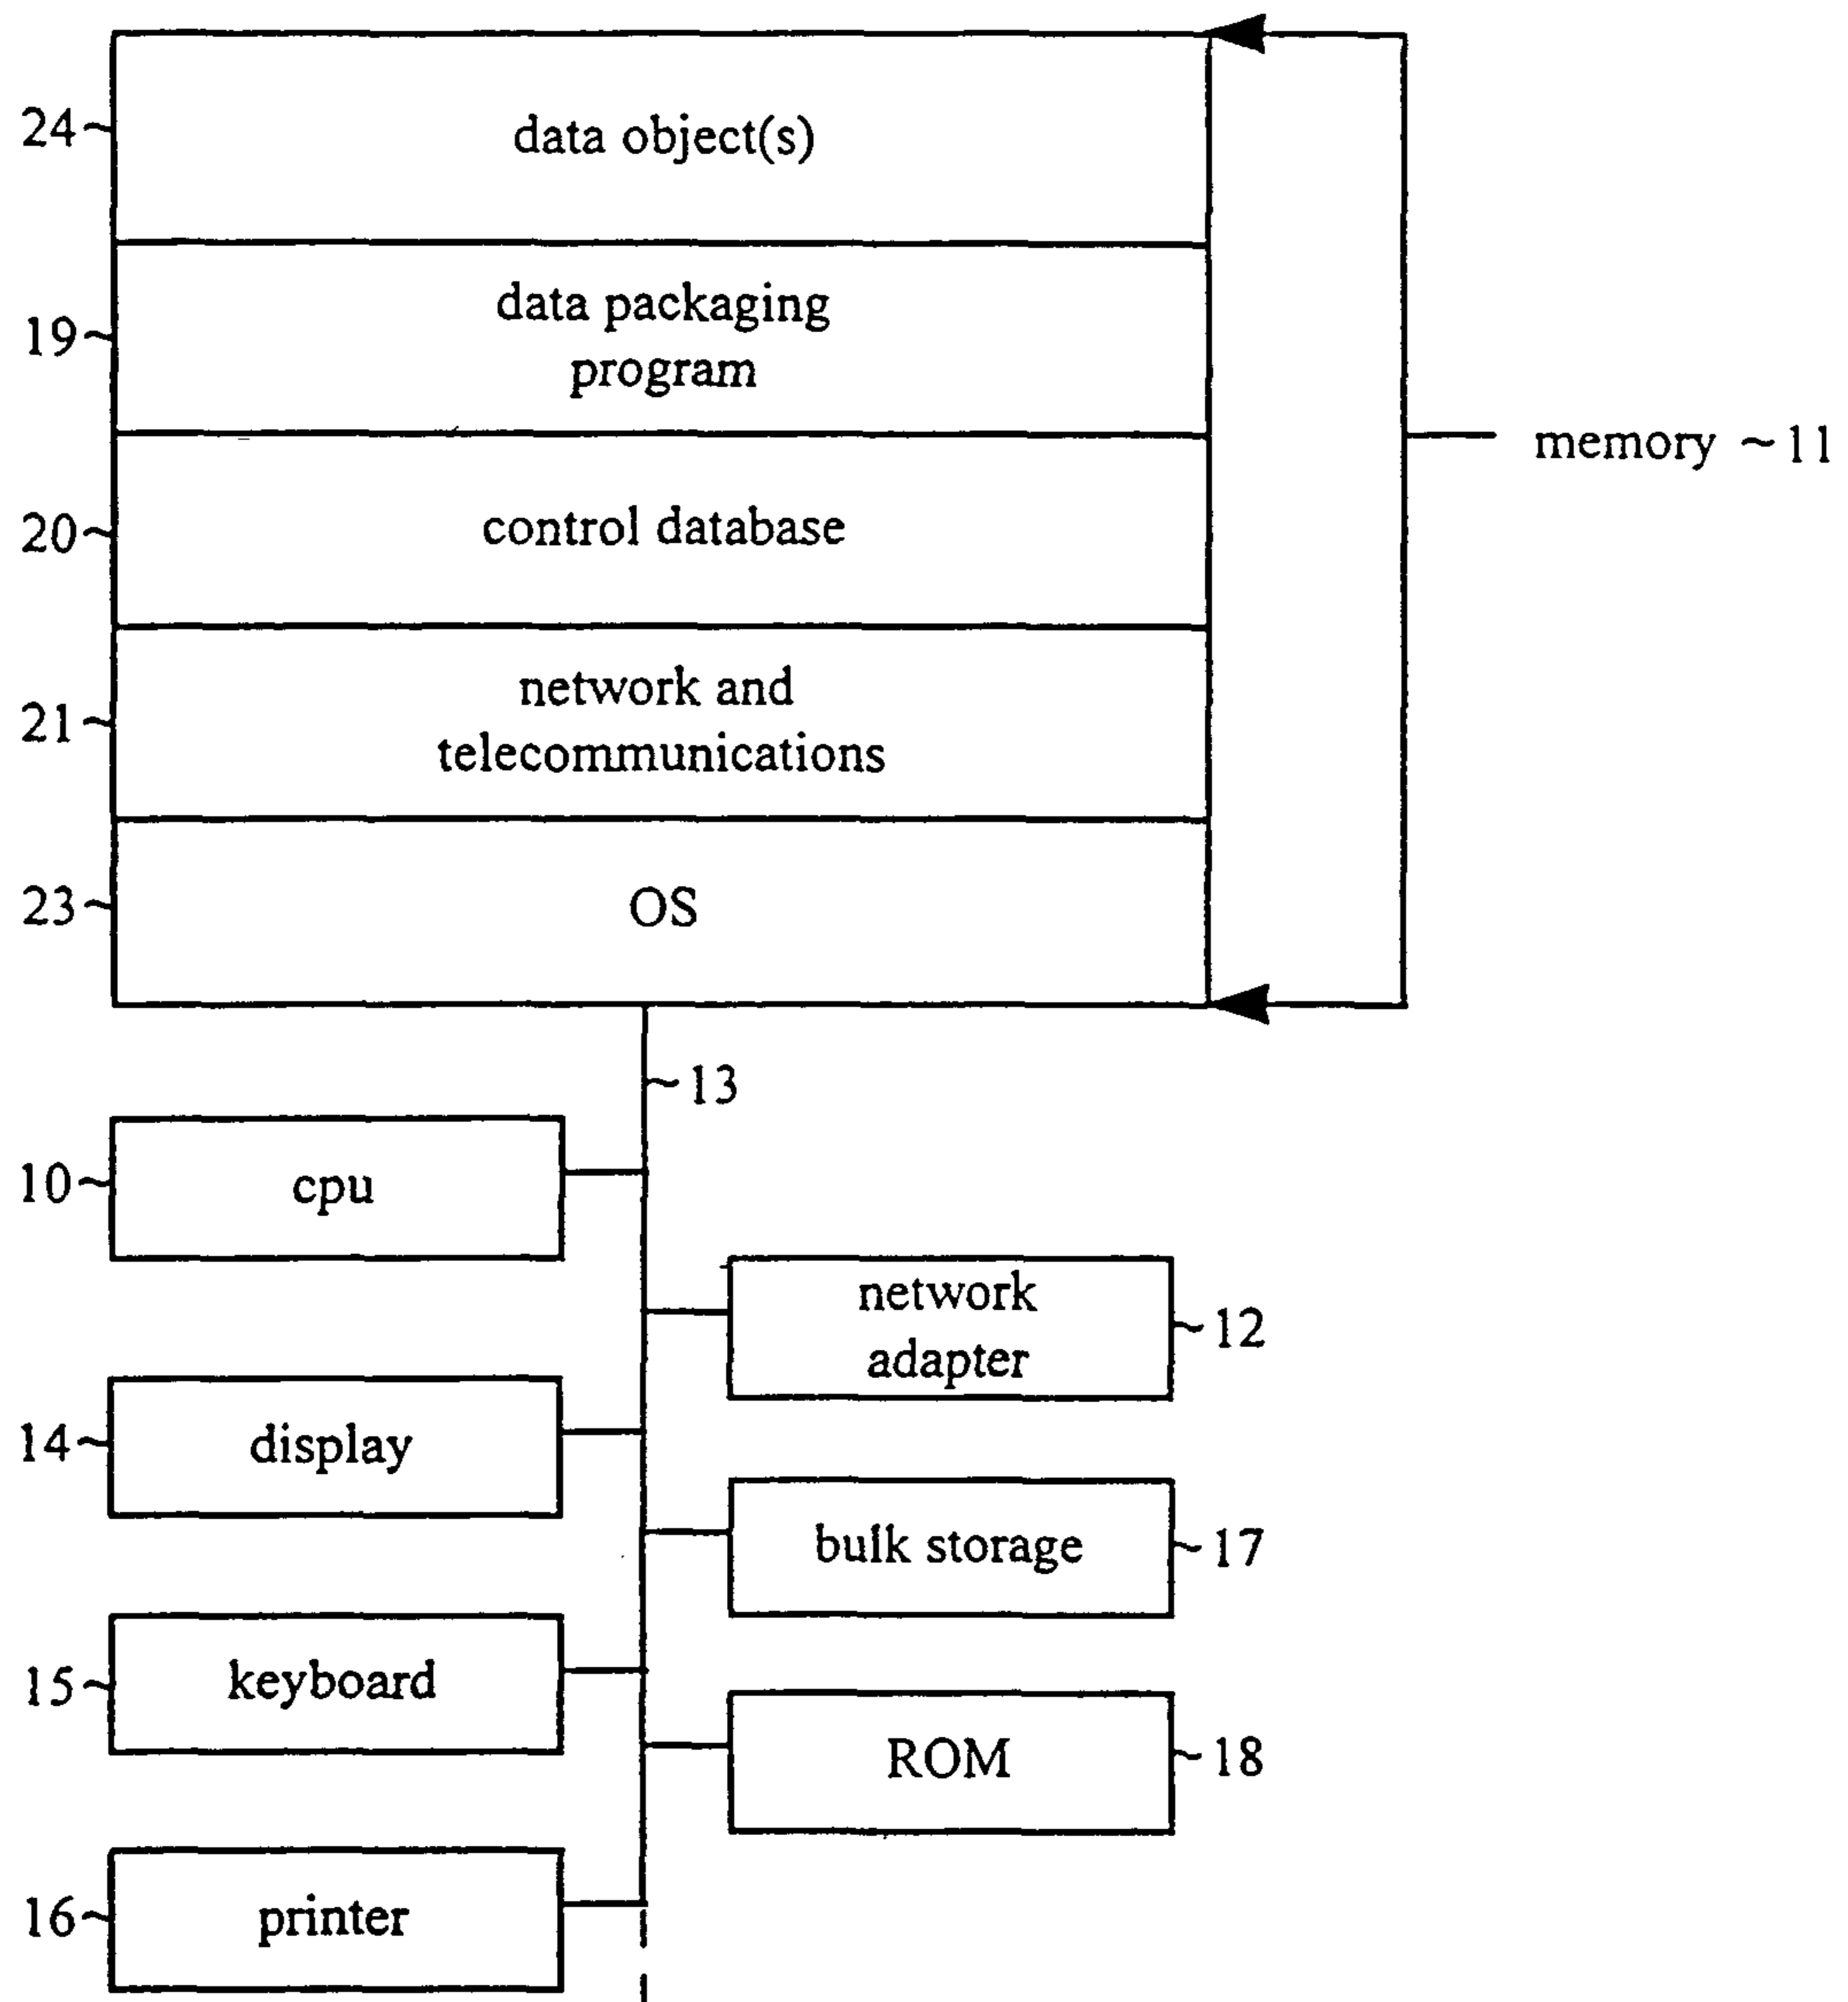 24
data object(s)
19
data packaging
program
memory ~11
20
control database
21
network and
telecommunications
23
OS
13
10
cpu
network
adapter
12
14
display
bulk storage
17
15
keyboard
ROM
18
16
printer